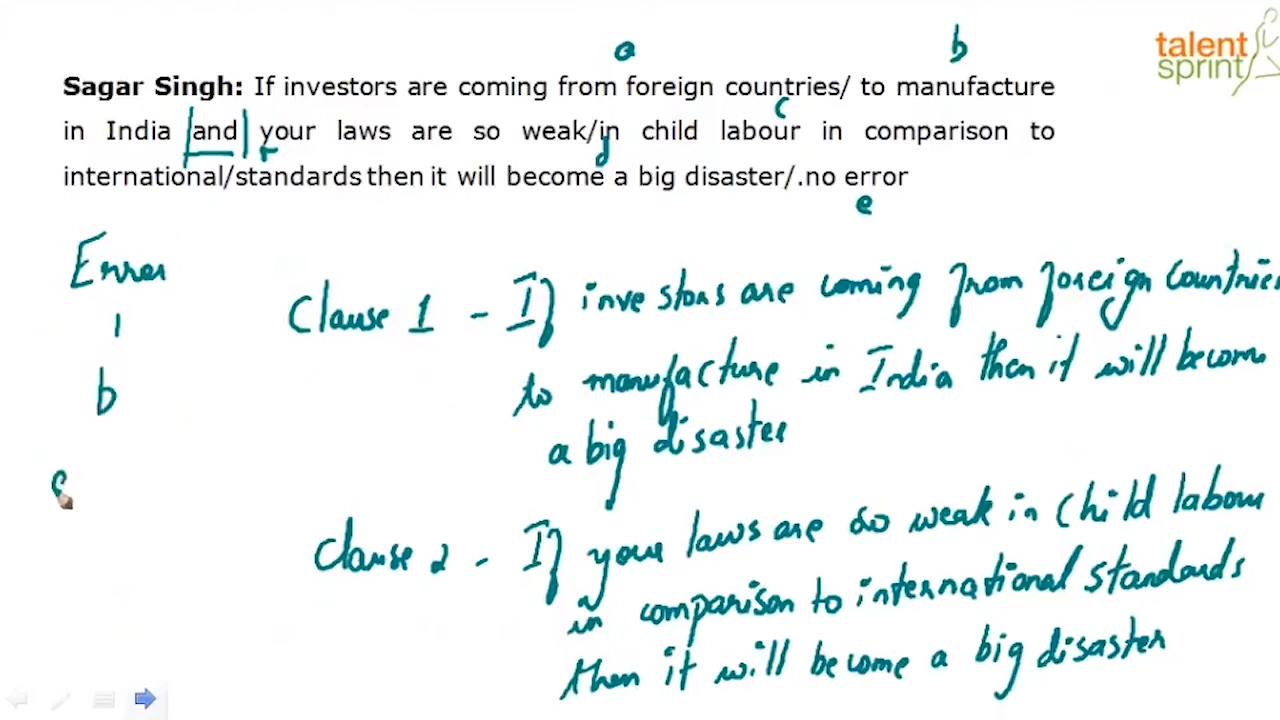 a
b
talent
sprint
Sagar Singh: If investors are coming from foreign countries/ to manufacture
c
in India |and| your laws are so weak/in child labour in comparison to
d
international/standards then it will become a big disaster/.no error
e
Error
Clause 1 - If investors are coming from foreign countries
1
to manufacture in India then it will become
b
a big disaster
Clause 2 - If your laws are so weak in child labour
in comparison to international standards
then it will become a big disaster